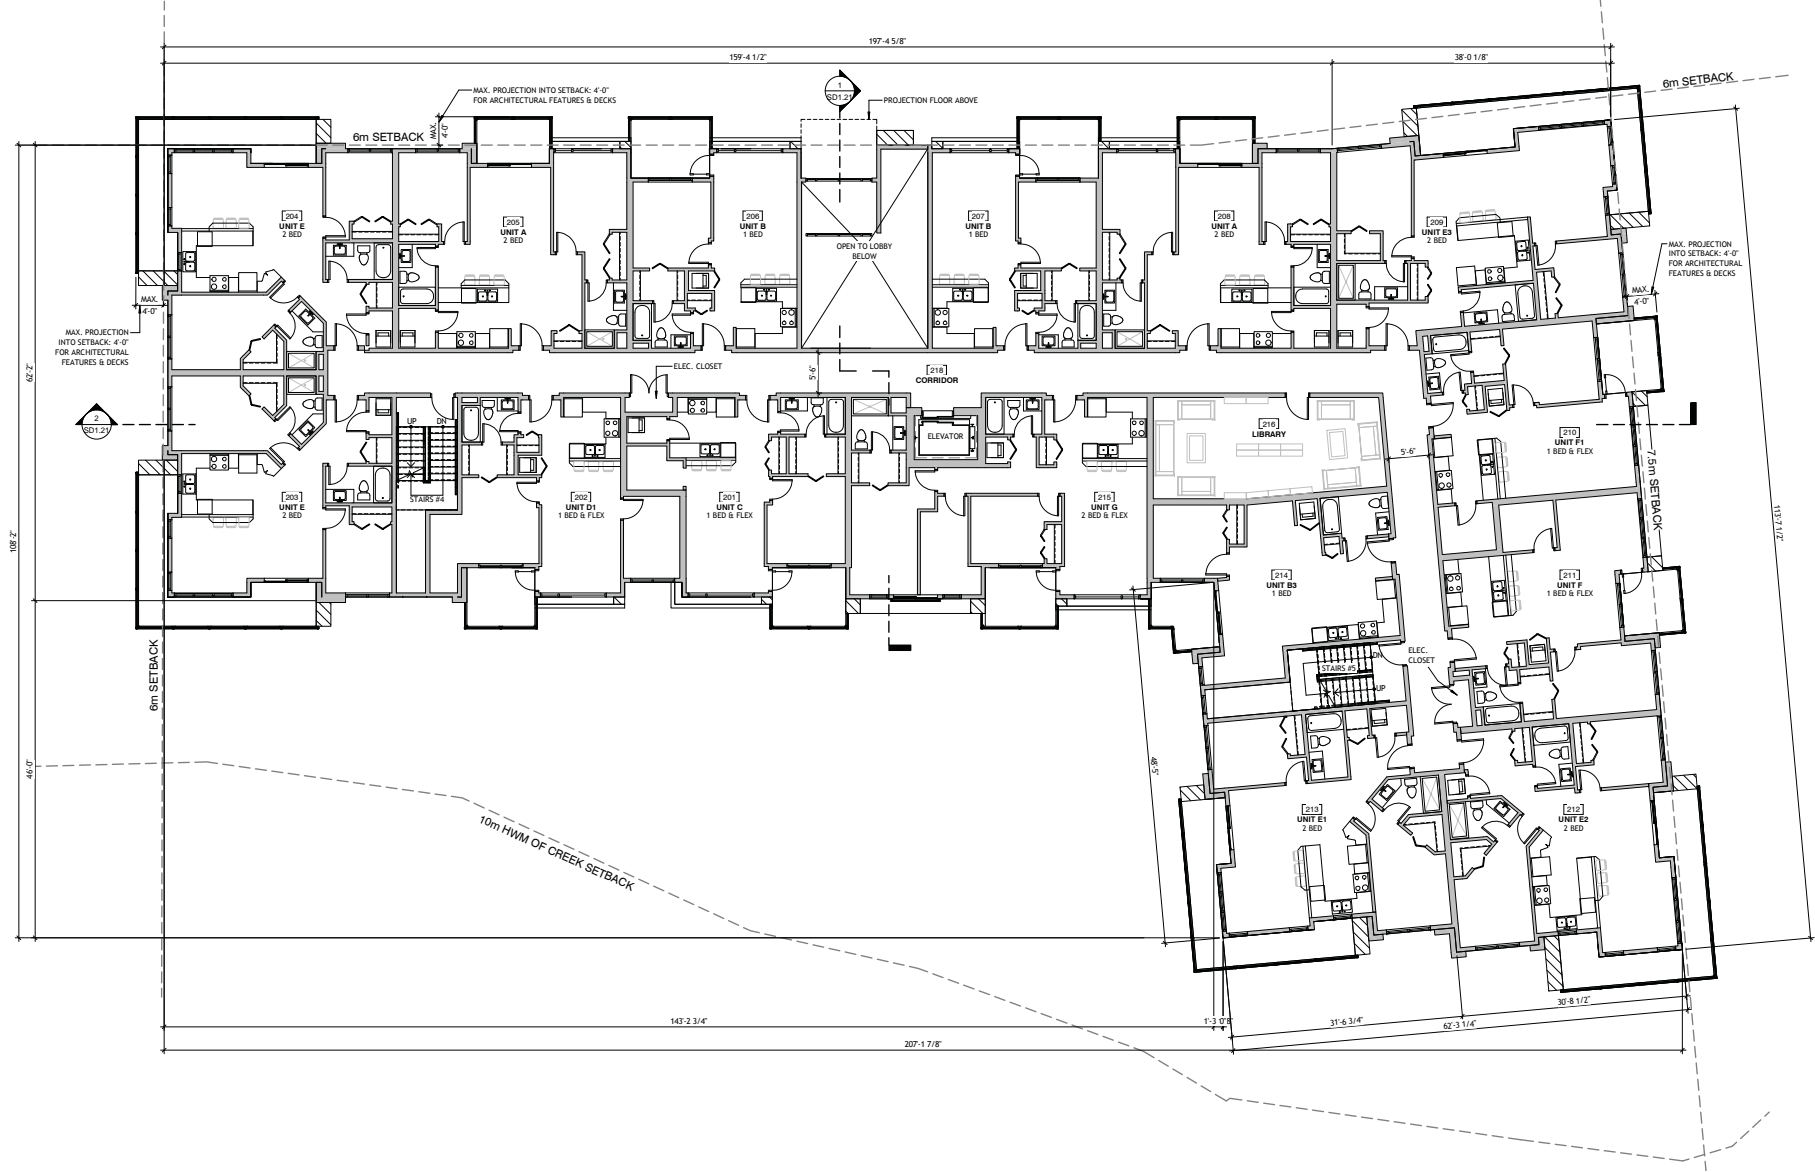 197'-4 5/8"
159'-4 1/2"
38'-0 1/8"
6m SETBACK
MAX. PROJECTION INTO SETBACK: 4'-0"
FOR ARCHITECTURAL FEATURES & DECKS
1
SD1.21
PROJECTION FLOOR ABOVE
6m SETBACK
MAX.
4'-0"
204
UNIT E
2 BED
205
UNIT A
2 BED
206
UNIT B
1 BED
207
UNIT B
1 BED
208
UNIT A
2 BED
209
UNIT E3
2 BED
OPEN TO LOBBY
BELOW
MAX. PROJECTION
INTO SETBACK: 4'-0"
FOR ARCHITECTURAL
FEATURES & DECKS
MAX.
4'-0"
MAX.
4'-0"
MAX. PROJECTION
INTO SETBACK: 4'-0"
FOR ARCHITECTURAL
FEATURES & DECKS
62'-2"
ELEC. CLOSET
5'-6"
218
CORRIDOR
2
SD1.21
UP
DN
STAIRS #4
ELEVATOR
216
LIBRARY
5'-6"
210
UNIT F1
1 BED & FLEX
7.5m SETBACK
203
UNIT E
2 BED
202
UNIT D1
1 BED & FLEX
201
UNIT C
1 BED & FLEX
215
UNIT G
2 BED & FLEX
113'-7 1/2"
108'-2"
214
UNIT B3
1 BED
211
UNIT F
1 BED & FLEX
6m SETBACK
DN
STAIRS #5
UP
ELEC.
CLOSET
46'-0"
48'-5"
213
UNIT E1
2 BED
212
UNIT E2
2 BED
10m HWM OF CREEK SETBACK
143'-2 3/4"
1'-3
31'-6 3/4"
30'-8 1/2"
62'-3 1/4"
207'-1 7/8"